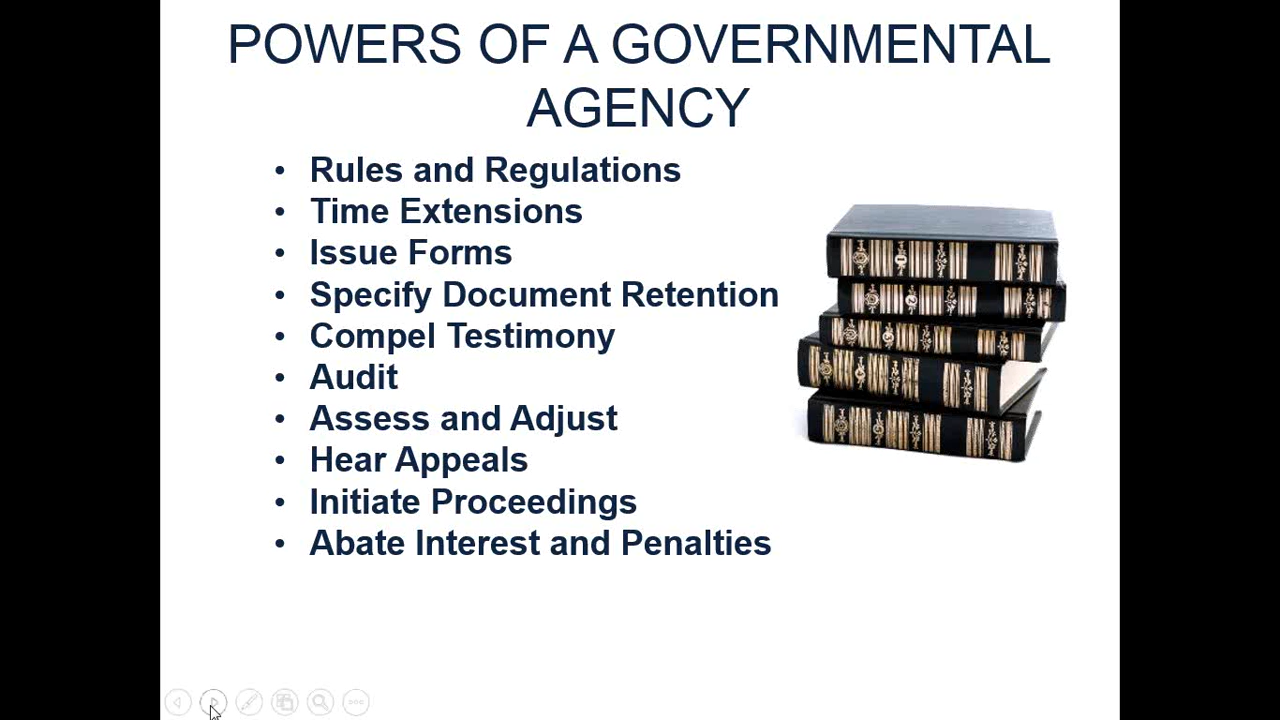 POWERS OF A GOVERNMENTAL
AGENCY
• Rules and Regulations
• Time Extensions
• Issue Forms
• Specify Document Retention
• Compel Testimony
• Audit
• Assess and Adjust
• Hear Appeals
• Initiate Proceedings
• Abate Interest and Penalties